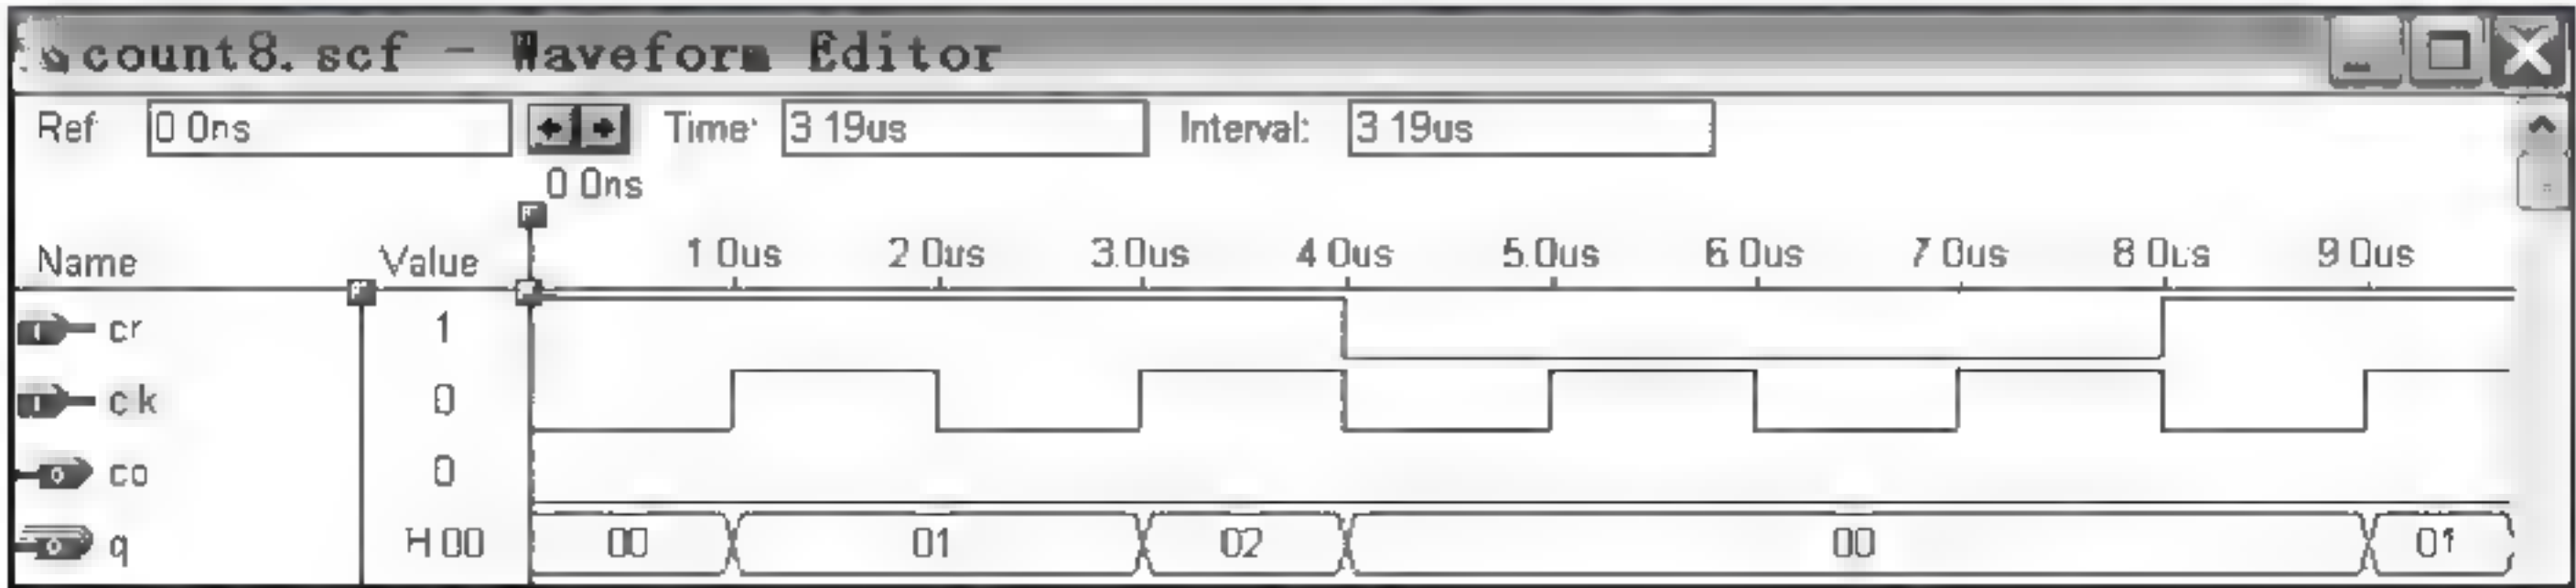 count8.scf - Waveform Editor
Ref 0 0ns Time: 3 19us Interval: 3 19us
0 0ns
Name Value 1 0us 2 0us 3.0us 4 0us 5.0us 6 0us 7 0us 8 0us 9 0us
cr 1
clk 0
co 0
q H 00 00 01 02 00 01